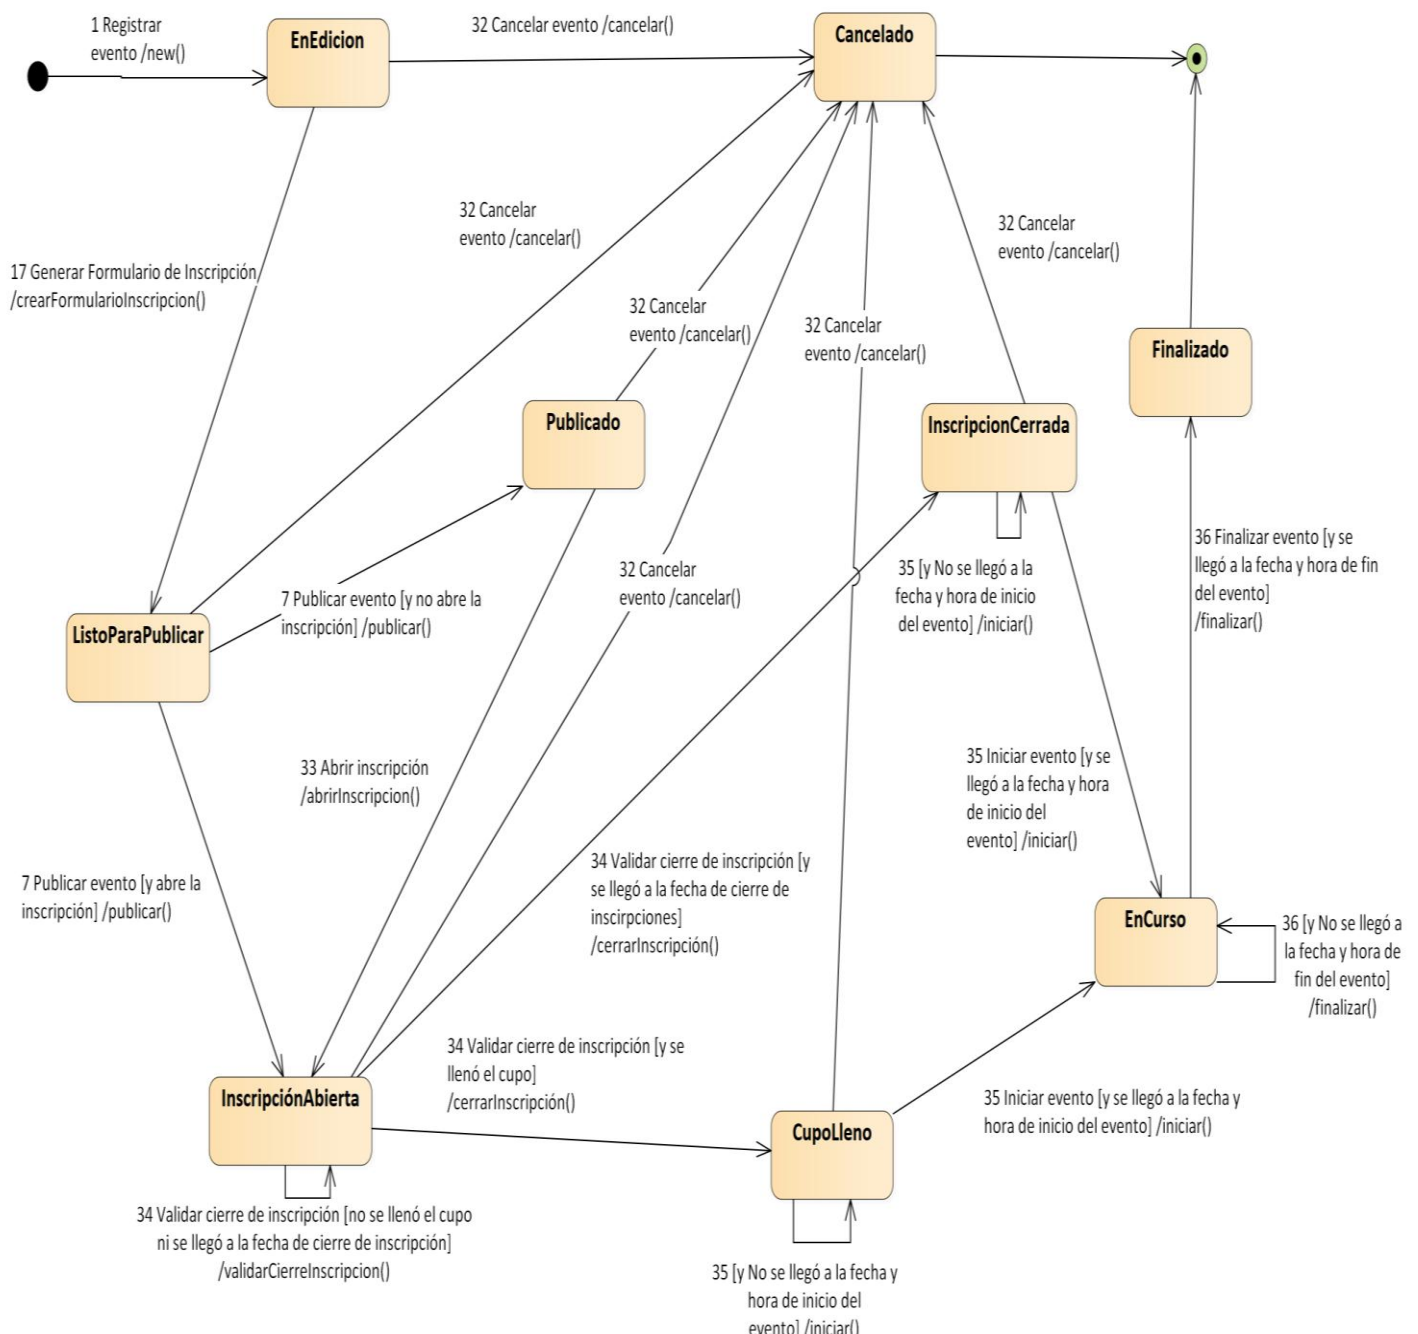 1 Registrar
evento /new()
EnEdicion
32 Cancelar evento /cancelar()
Cancelado
32 Cancelar
evento /cancelar()
32 Cancelar
evento /cancelar()
17 Generar Formulario de Inscripción
/crearFormularioInscripcion()
32 Cancelar
evento /cancelar()
32 Cancelar
evento /cancelar()
Finalizado
Publicado
InscripcionCerrada
36 Finalizar evento [y se
llegó a la fecha y hora de fin
del evento]
/finalizar()
35 [y No se llegó a la
fecha y hora de inicio
del evento] /iniciar()
32 Cancelar
evento /cancelar()
7 Publicar evento [y no abre la
inscripción] /publicar()
ListoParaPublicar
33 Abrir inscripción
/abrirInscripcion()
35 Iniciar evento [y se
llegó a la fecha y hora
de inicio del
evento] /iniciar()
7 Publicar evento [y abre la
inscripción] /publicar()
34 Validar cierre de inscripción [y
se llegó a la fecha de cierre de
inscirpciones]
/cerrarInscripción()
EnCurso
36 [y No se llegó a
la fecha y hora de
fin del evento]
/finalizar()
34 Validar cierre de inscripción [y se
llenó el cupo]
/cerrarInscripción()
InscripciónAbierta
35 Iniciar evento [y se llegó a la fecha y
hora de inicio del evento] /iniciar()
CupoLleno
34 Validar cierre de inscripción [no se llenó el cupo
ni se llegó a la fecha de cierre de inscripción]
/validarCierreInscripcion()
35 [y No se llegó a la fecha y
hora de inicio del
evento] /iniciar()